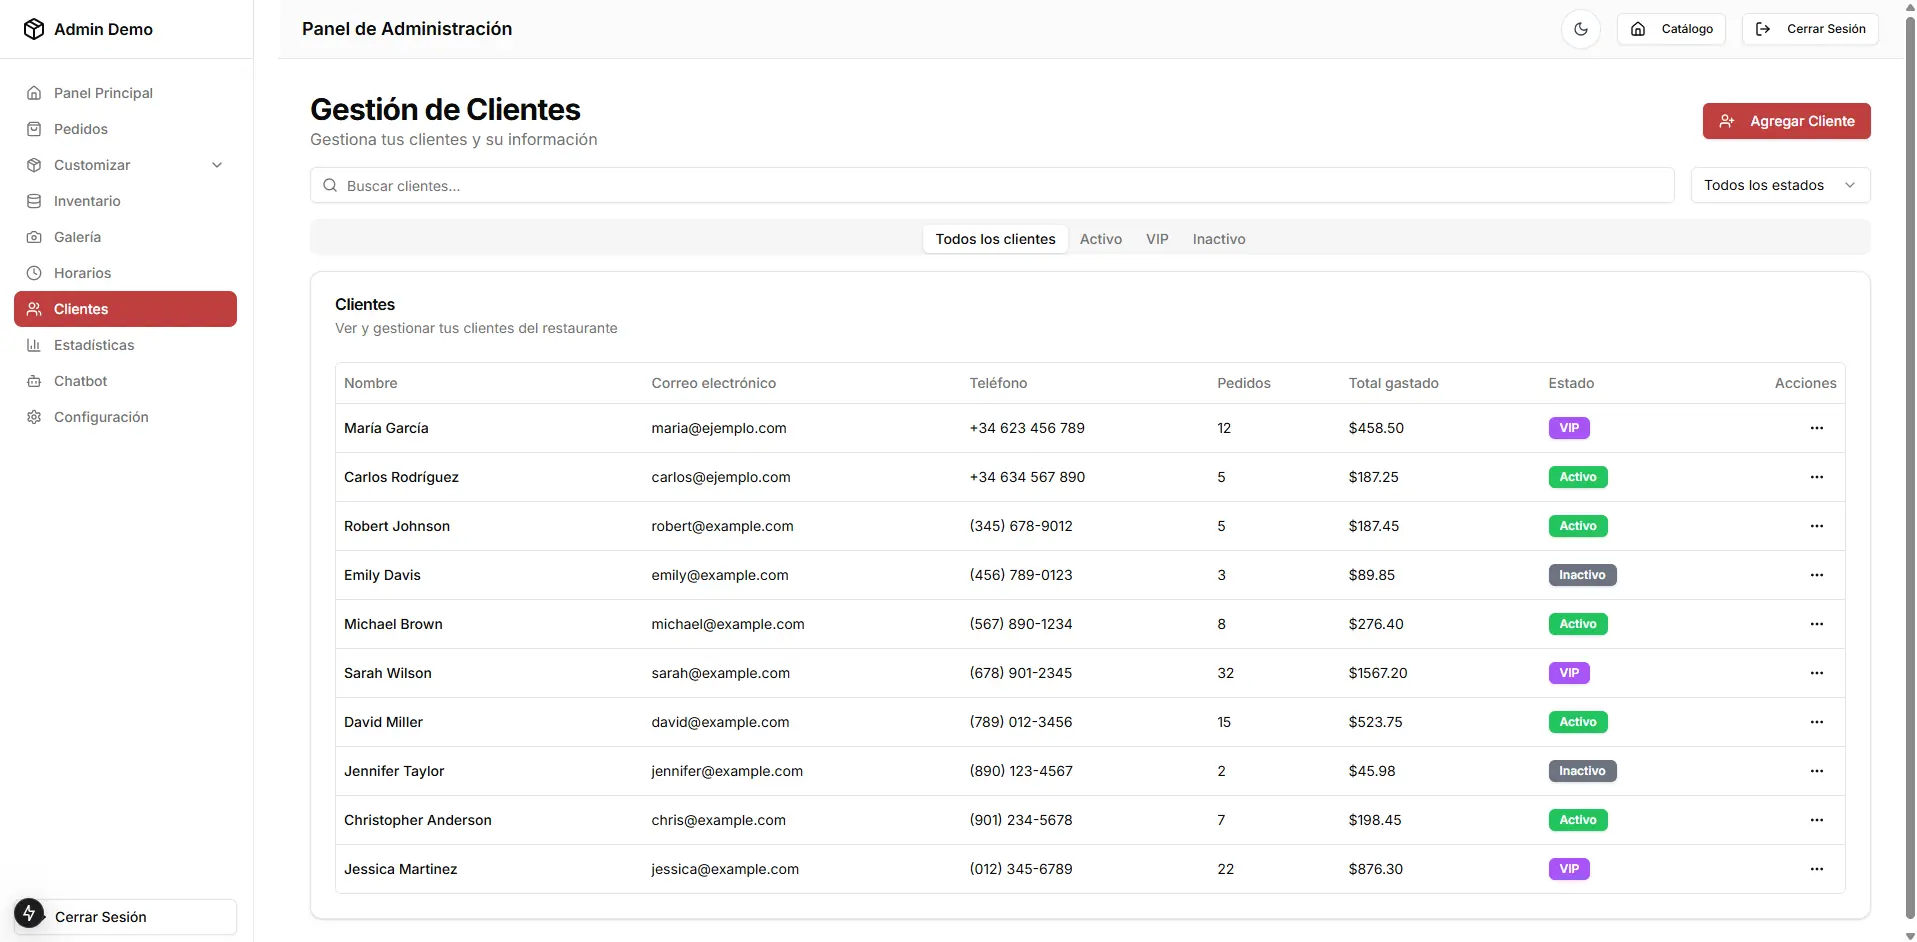 Admin Demo
Panel de Administración
Catálogo
Cerrar Sesión
Panel Principal
Pedidos
Customizar
Inventario
Galería
Horarios
Clientes
Estadísticas
Chatbot
Configuración
Cerrar Sesión
Gestión de Clientes
Gestiona tus clientes y su información
Agregar Cliente
Buscar clientes...
Todos los estados
Todos los clientes Activo VIP Inactivo
Clientes
Ver y gestionar tus clientes del restaurante
Nombre Correo electrónico Teléfono Pedidos Total gastado Estado Acciones
María García maria@ejemplo.com +34 623 456 789 12 $458.50 VIP
Carlos Rodríguez carlos@ejemplo.com +34 634 567 890 5 $187.25 Activo
Robert Johnson robert@example.com (345) 678-9012 5 $187.45 Activo
Emily Davis emily@example.com (456) 789-0123 3 $89.85 Inactivo
Michael Brown michael@example.com (567) 890-1234 8 $276.40 Activo
Sarah Wilson sarah@example.com (678) 901-2345 32 $1567.20 VIP
David Miller david@example.com (789) 012-3456 15 $523.75 Activo
Jennifer Taylor jennifer@example.com (890) 123-4567 2 $45.98 Inactivo
Christopher Anderson chris@example.com (901) 234-5678 7 $198.45 Activo
Jessica Martinez jessica@example.com (012) 345-6789 22 $876.30 VIP